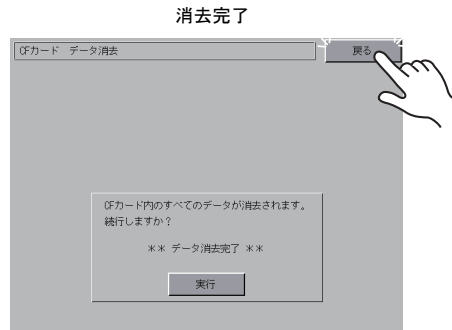 消去完了
CFカード データ消去
戻る
CFカード内のすべてのデータが消去されます。
続行しますか？
** データ消去完了 **
実行